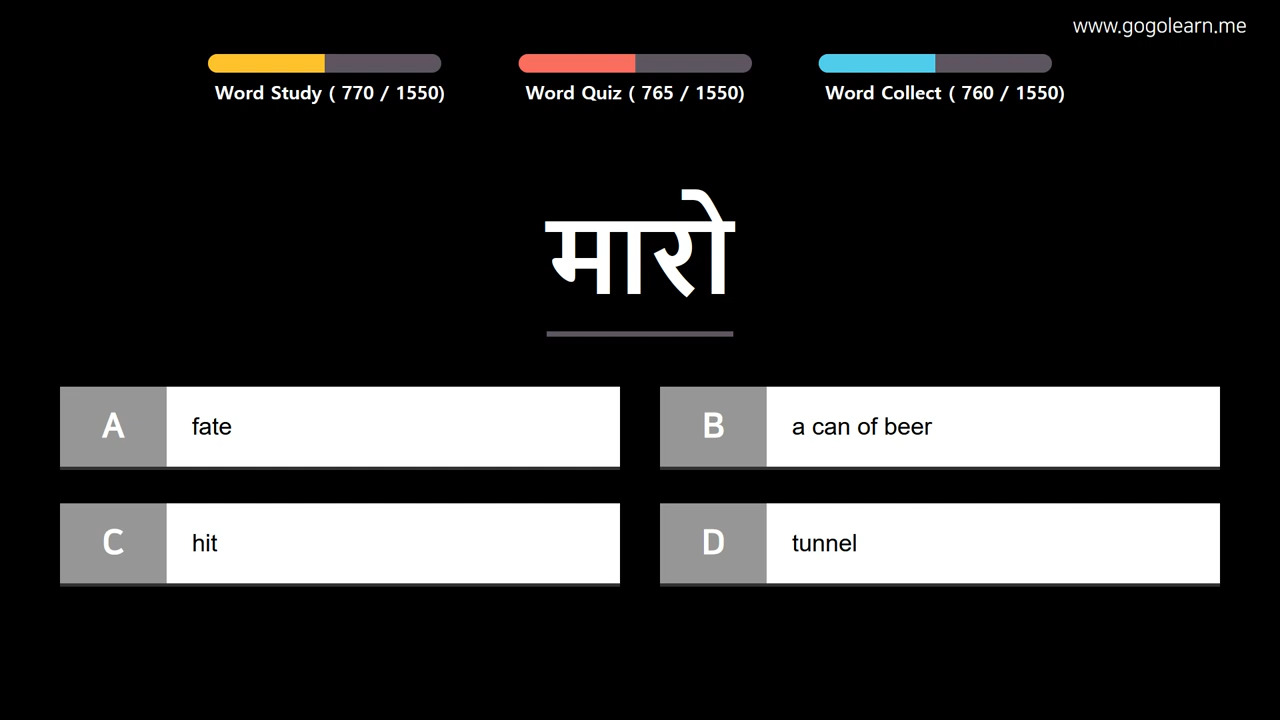 www.gogolearn.me
Word Study ( 770 / 1550)
Word Quiz ( 765 / 1550)
Word Collect ( 760 / 1550)
मारो
A fate
B a can of beer
C hit
D tunnel